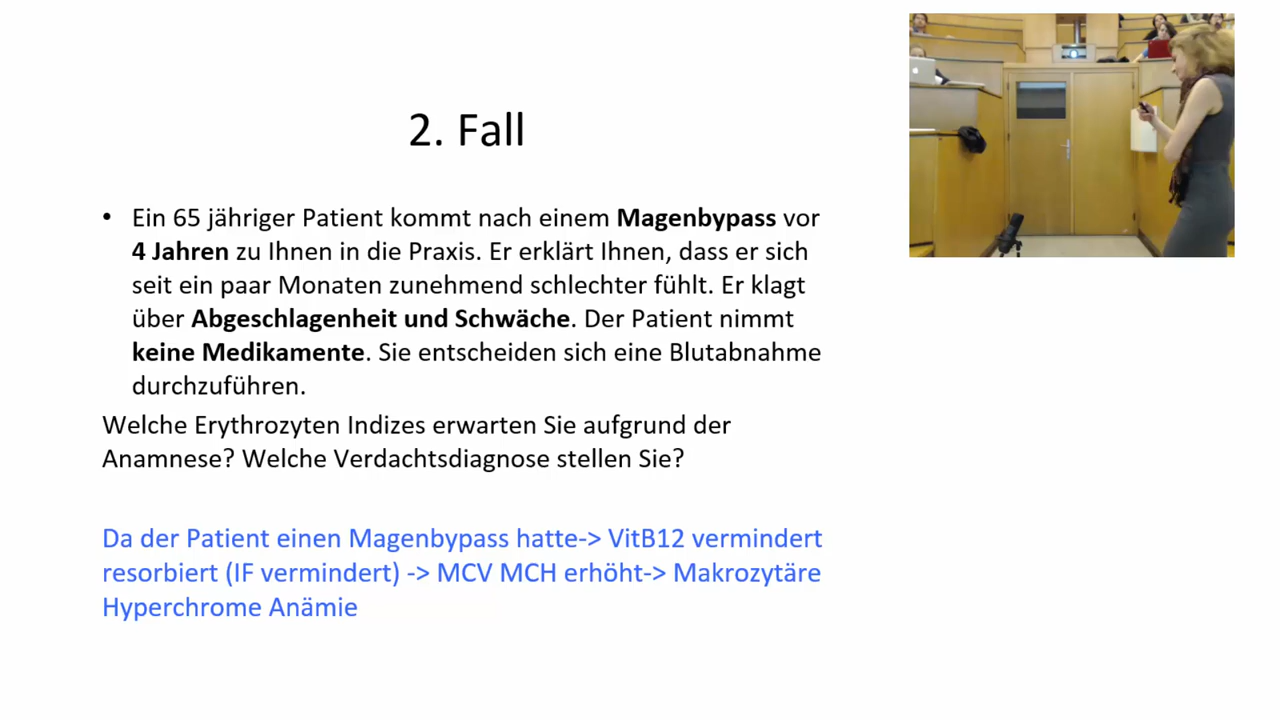 2. Fall
• Ein 65 jähriger Patient kommt nach einem Magenbypass vor
4 Jahren zu Ihnen in die Praxis. Er erklärt Ihnen, dass er sich
seit ein paar Monaten zunehmend schlechter fühlt. Er klagt
über Abgeschlagenheit und Schwäche. Der Patient nimmt
keine Medikamente. Sie entscheiden sich eine Blutabnahme
durchzuführen.
Welche Erythrozyten Indizes erwarten Sie aufgrund der
Anamnese? Welche Verdachtsdiagnose stellen Sie?
Da der Patient einen Magenbypass hatte-> VitB12 vermindert
resorbiert (IF vermindert) -> MCV MCH erhöht-> Makrozytäre
Hyperchrome Anämie